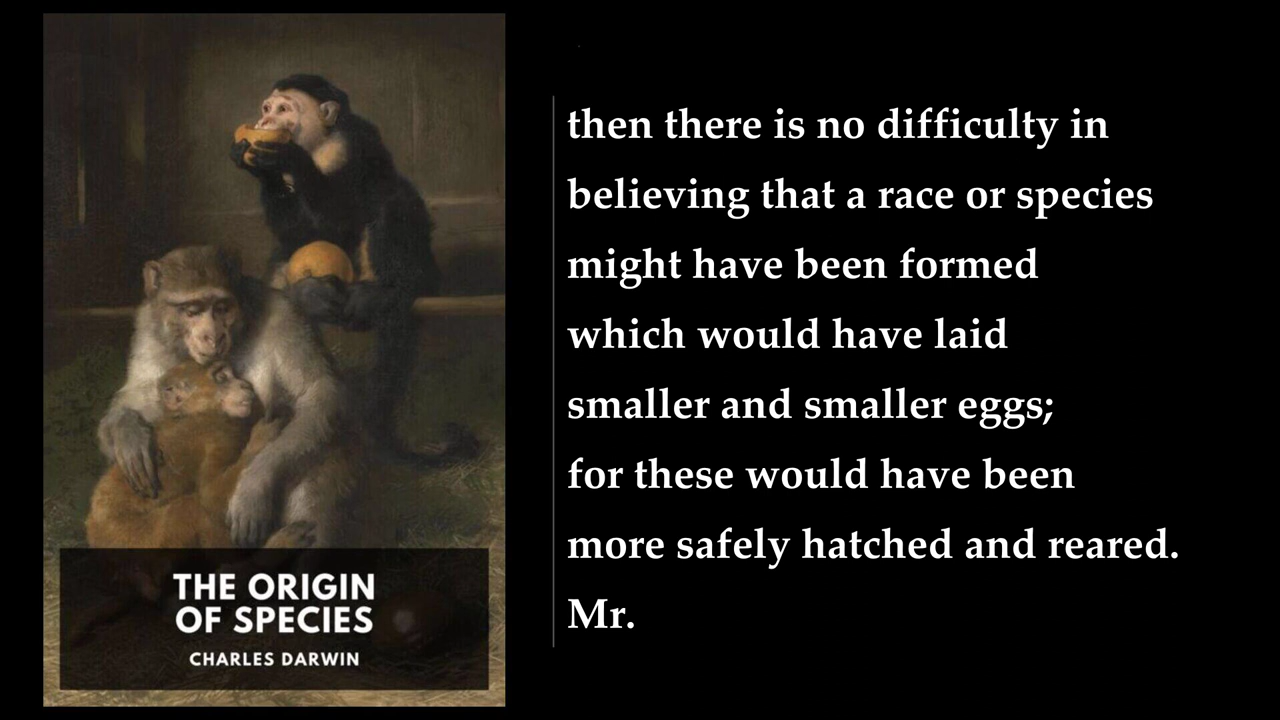 THE ORIGIN
OF SPECIES
CHARLES DARWIN
then there is no difficulty in
believing that a race or species
might have been formed
which would have laid
smaller and smaller eggs;
for these would have been
more safely hatched and reared.
Mr.